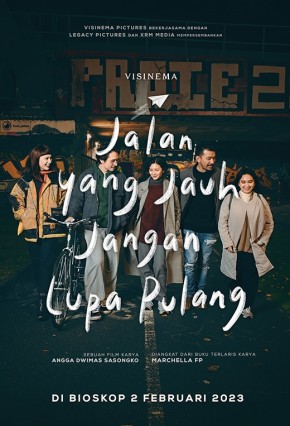 VISINEMA PICTURES BEKERJASAMA DENGAN
LEGACY PICTURES DAN XRM MEDIA MEMPERSEMBAHKAN
VISINEMA
Jalan
yang Jauh
Jangan
Lupa Pulang
SEBUAH FILM KARYA
ANGGA DWIMAS SASONGKO
DIANGKAT DARI BUKU TERLARIS KARYA
MARCHELLA FP
DI BIOSKOP 2 FEBRUARI 2023